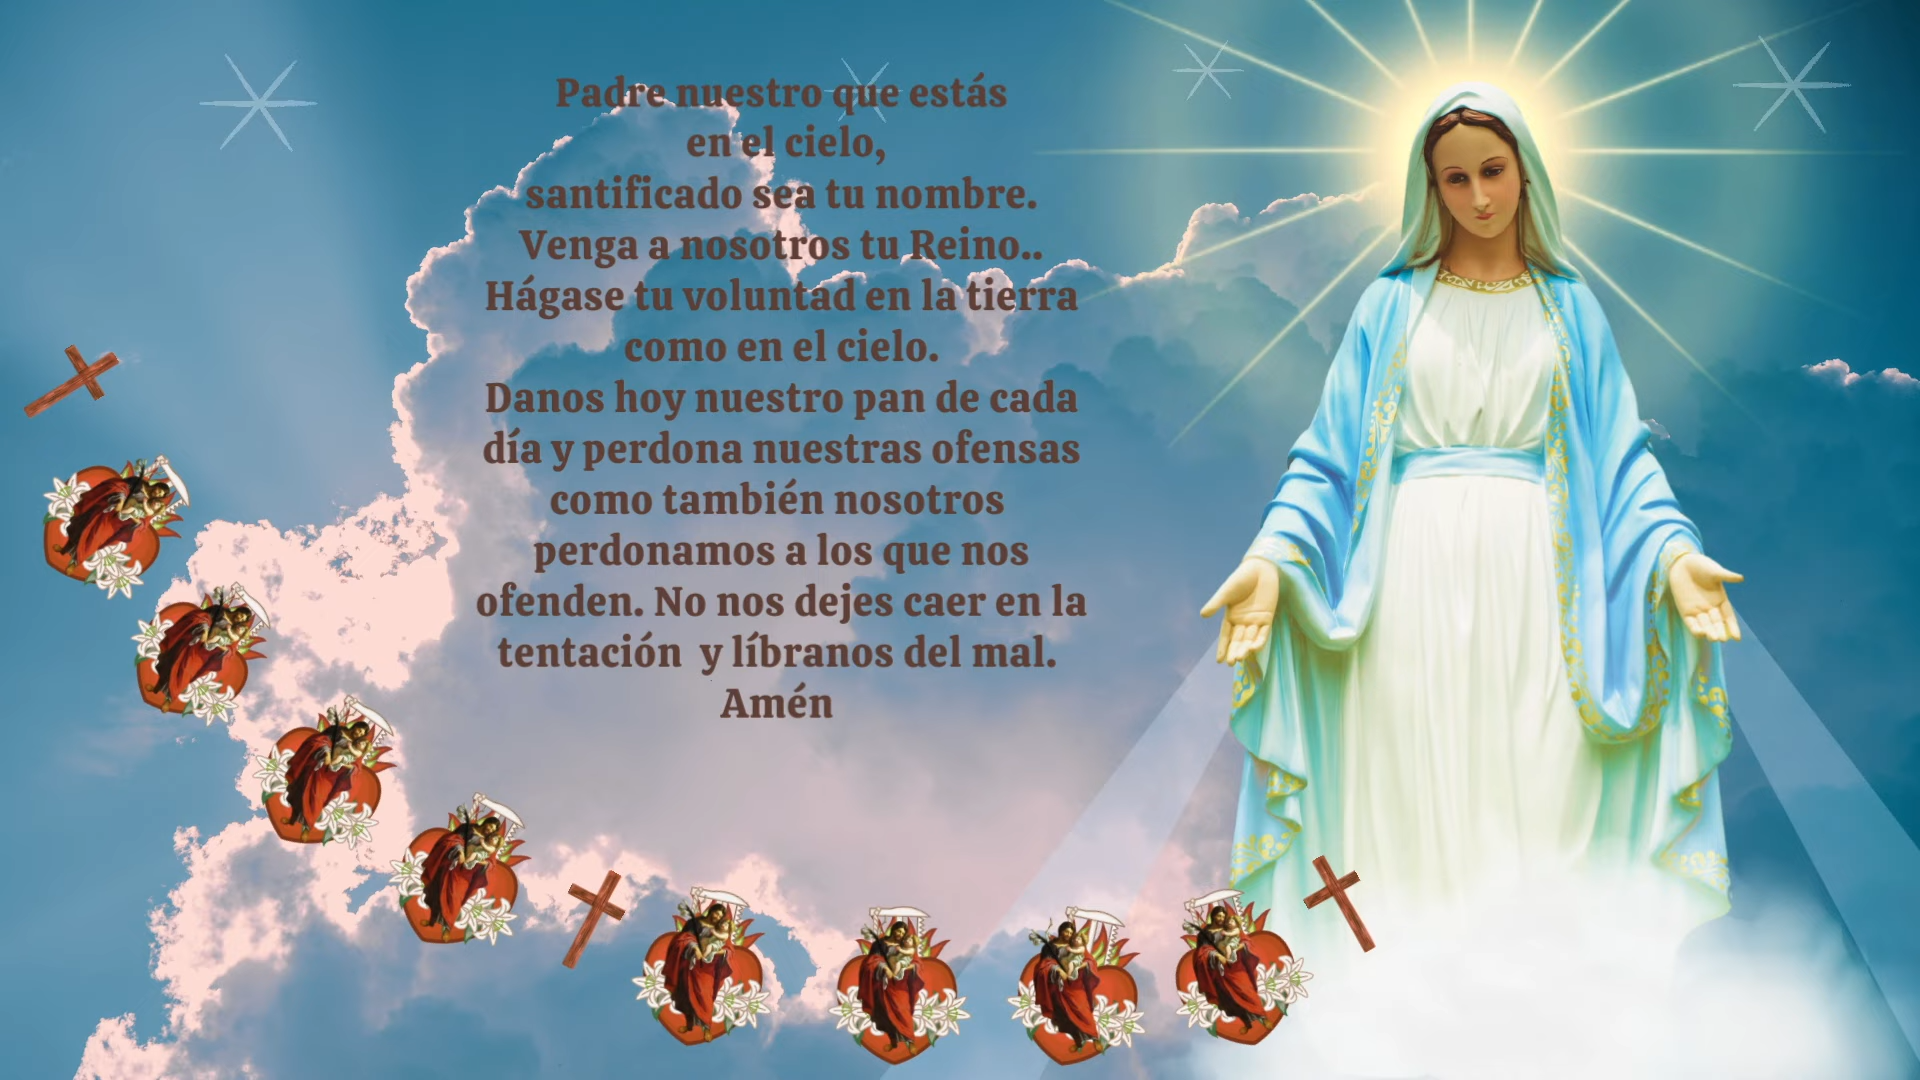 Padre nuestro que estás
en el cielo,
santificado sea tu nombre.
Venga a nosotros tu Reino..
Hágase tu voluntad en la tierra
como en el cielo.
Danos hoy nuestro pan de cada
día y perdona nuestras ofensas
como también nosotros
perdonamos a los que nos
ofenden. No nos dejes caer en la
tentación  y líbranos del mal.
Amén